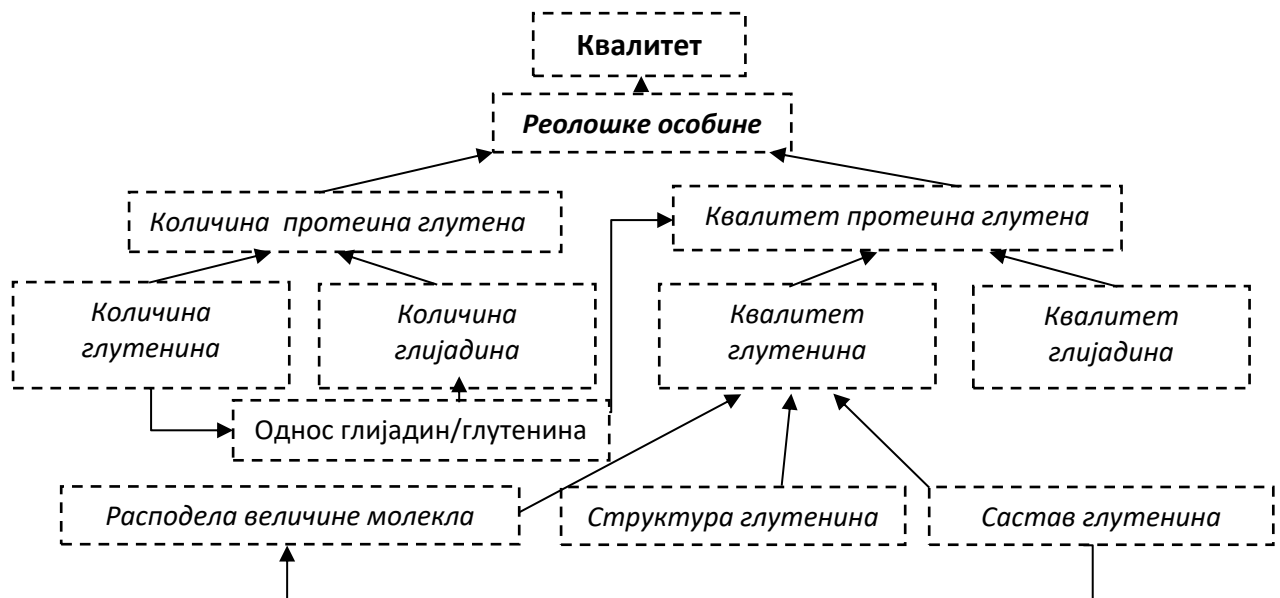 Квалитет
Реолошке особине
Количина протеина глутена
Квалитет протеина глутена
Количина
глутенина
Количина
глијадина
Квалитет
глутенина
Квалитет
глијадина
Однос глијадин/глутенина
Расподела величине молекла
Структура глутенина
Састав глутенина